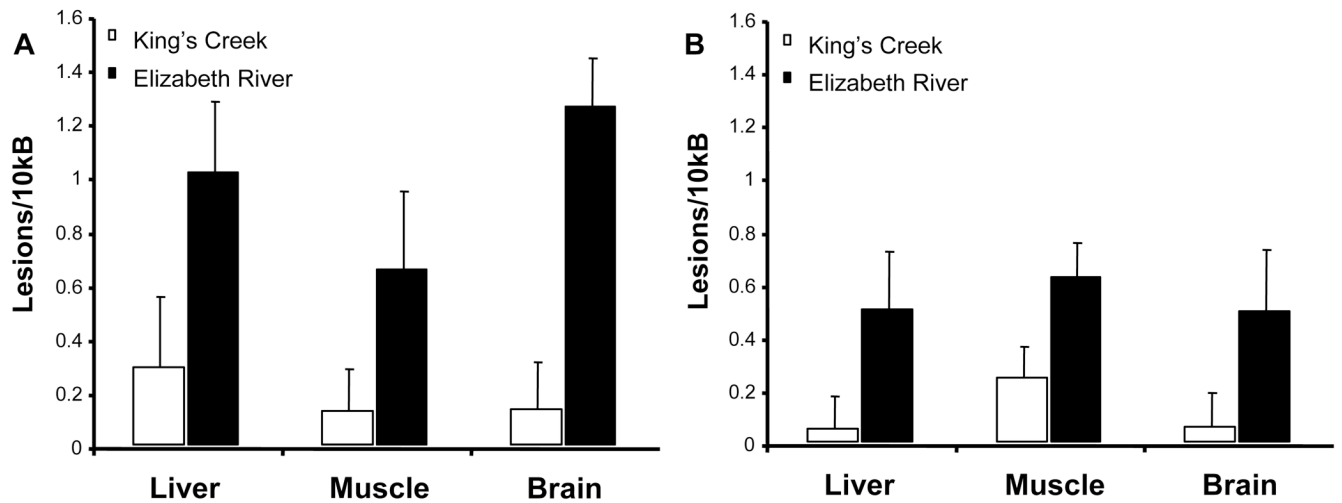 A
King's Creek
Elizabeth River
Lesions/10kB
1.6
1.4
1.2
1
0.8
0.6
0.4
0.2
0
Liver Muscle Brain
B
King's Creek
Elizabeth River
Lesions/10kB
1.6
1.4
1.2
1
0.8
0.6
0.4
0.2
0
Liver Muscle Brain